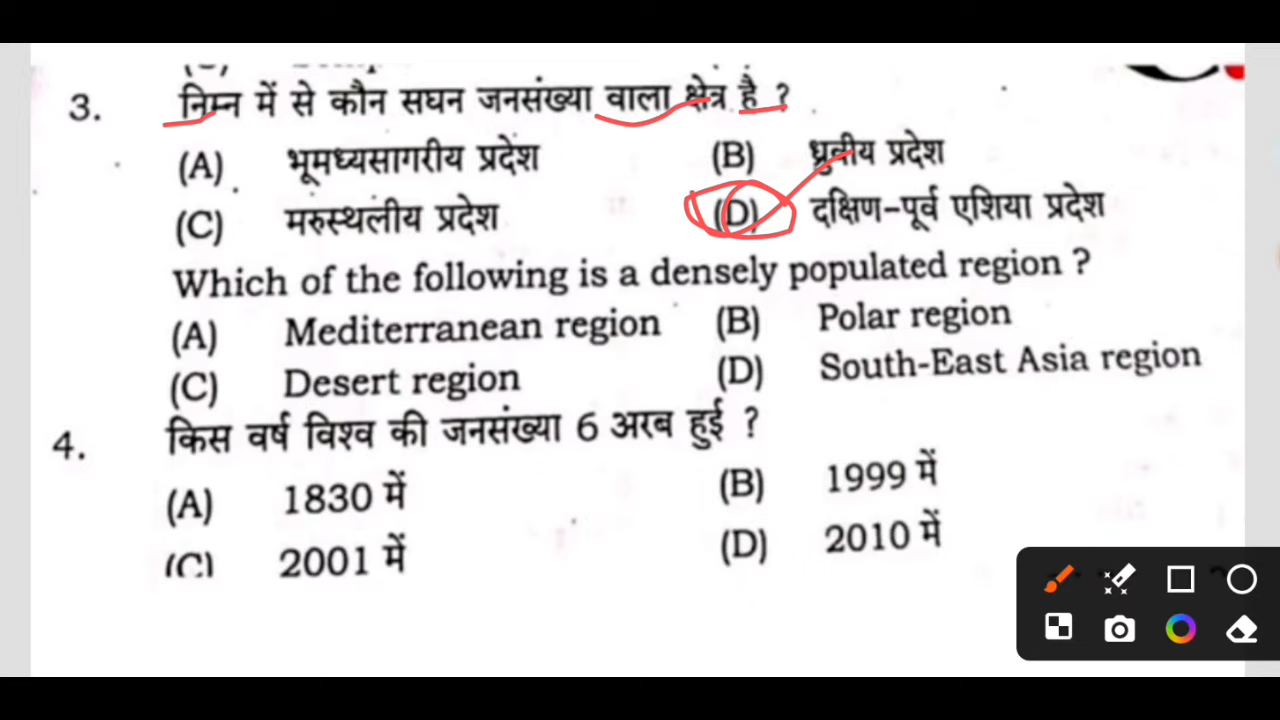 3. निम्न में से कौन सघन जनसंख्या वाला क्षेत्र है ?
(A) भूमध्यसागरीय प्रदेश (B) ध्रुवीय प्रदेश
(C) मरुस्थलीय प्रदेश (D) दक्षिण-पूर्व एशिया प्रदेश
Which of the following is a densely populated region ?
(A) Mediterranean region (B) Polar region
(C) Desert region (D) South-East Asia region
4. किस वर्ष विश्व की जनसंख्या 6 अरब हुई ?
(A) 1830 में (B) 1999 में
(C) 2001 में (D) 2010 में